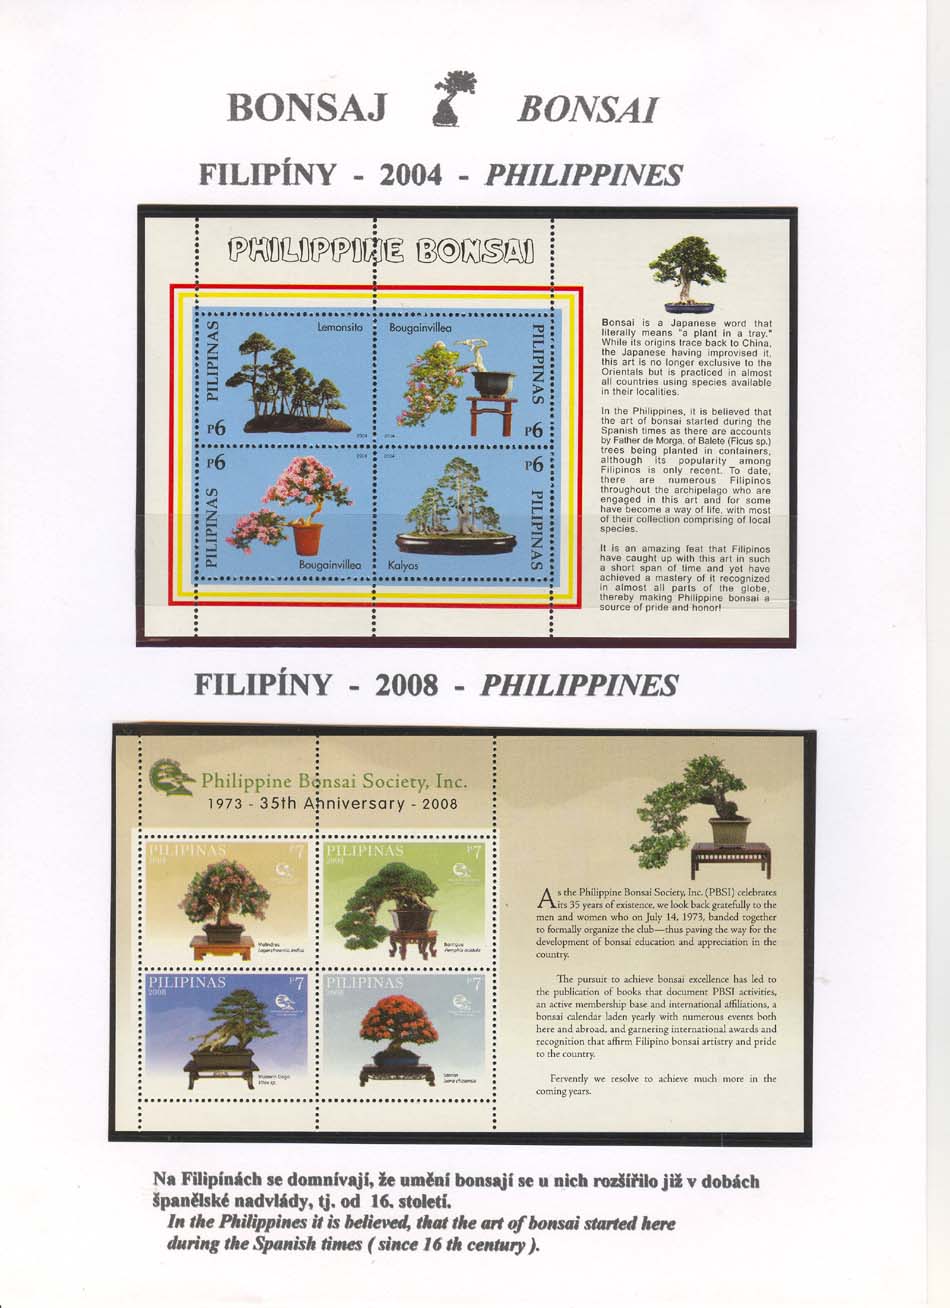 BONSAJ BONSAI
FILIPÍNY - 2004 - PHILIPPINES
PHILIPPINE BONSAI
PILIPINAS
Lemonsito
P6
2004
Bougainvillea
PILIPINAS
P6
2004
P6
2004
PILIPINAS
Bougainvillea
2004
P6
PILIPINAS
Kalyos
Bonsai is a Japanese word that
literally means "a plant in a tray."
While its origins trace back to China,
the Japanese having improvised it,
this art is no longer exclusive to the
Orientals but is practiced in almost
all countries using species available
in their localities.
In the Philippines, it is believed that
the art of bonsai started during the
Spanish times as there are accounts
by Father de Morga, of Balete (Ficus sp.)
trees being planted in containers,
although its popularity among
Filipinos is only recent. To date,
there are numerous Filipinos
throughout the archipelago who are
engaged in this art and for some
have become a way of life, with most
of their collection comprising of local
species.
It is an amazing feat that Filipinos
have caught up with this art in such
a short span of time and yet have
achieved a mastery of it recognized
in almost all parts of the globe,
thereby making Philippine bonsai a
source of pride and honor!
FILIPÍNY - 2008 - PHILIPPINES
Philippine Bonsai Society, Inc.
1973 - 35th Anniversary - 2008
PILIPINAS P7
2008
PILIPINAS P7
2008
PILIPINAS P7
2008
PILIPINAS P7
2008
As the Philippine Bonsai Society, Inc. (PBSI) celebrates
its 35 years of existence, we look back gratefully to the
men and women who on July 14, 1973, banded together
to formally organize the club—thus paving the way for the
development of bonsai education and appreciation in the
country.
The pursuit to achieve bonsai excellence has led to
the publication of books that document PBSI activities,
an active membership base and international affiliations, a
bonsai calendar laden yearly with numerous events both
here and abroad, and garnering international awards and
recognition that affirm Filipino bonsai artistry and pride
to the country.
Fervently we resolve to achieve much more in the
coming years.
Na Filipínách se domnívají, že umění bonsají se u nich rozšířilo již v dobách
španělské nadvlády, tj. od 16. století.
In the Philippines it is believed, that the art of bonsai started here
during the Spanish times ( since 16 th century ).